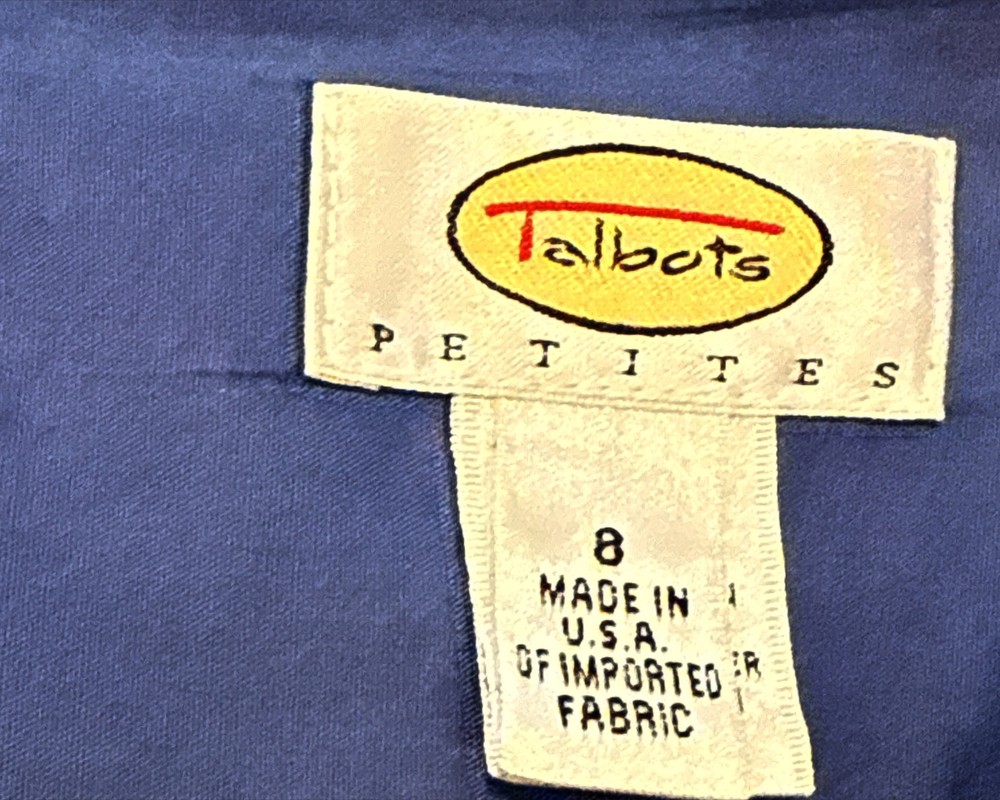 Talbots
PETITES
8
MADE IN
U.S.A.
OF IMPORTED
FABRIC